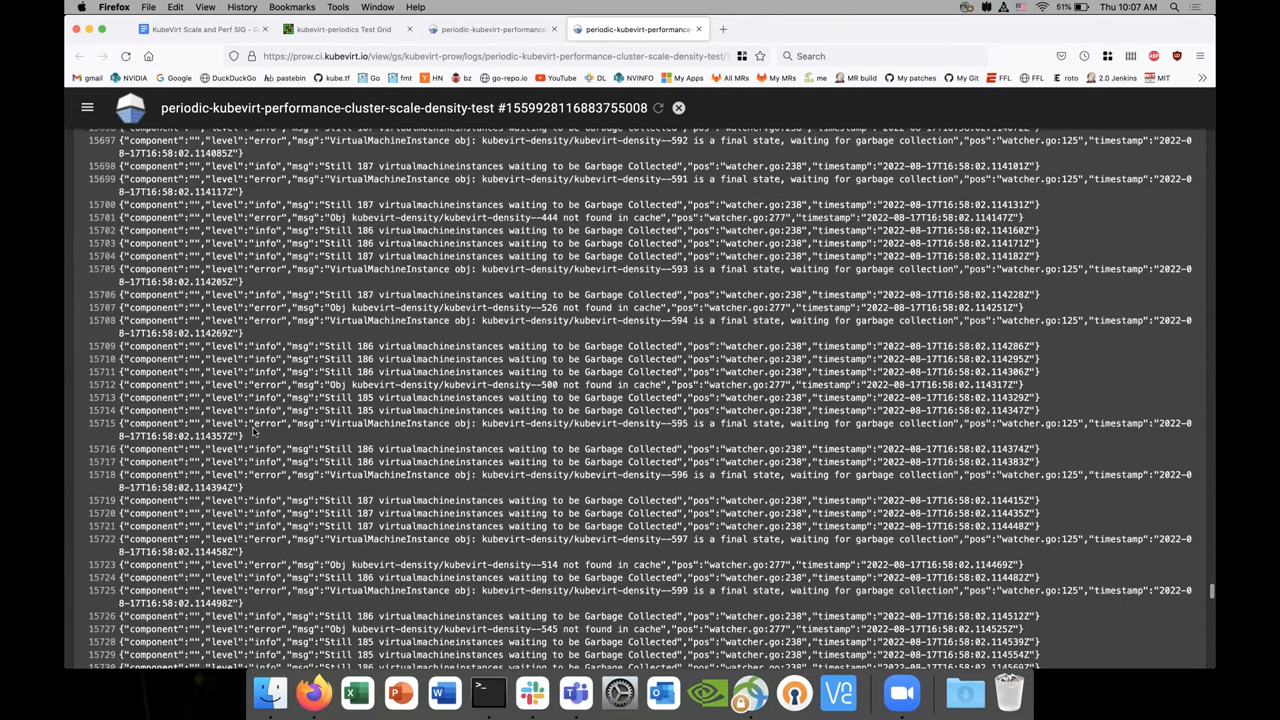 Firefox File Edit View History Bookmarks Tools Window Help 51% Thu 10:07 AM
KubeVirt Scale and Perf SIG - G
kubevirt-periodics Test Grid
periodic-kubevirt-performance
periodic-kubevirt-performance
https://prow.ci.kubevirt.io/view/gs/kubevirt-prow/logs/periodic-kubevirt-performance-cluster-scale-density-test/1
Search
gmail NVIDIA Google DuckDuckGo pastebin kube.tf fmt HN bz go-repo.io YouTube DL NVINFO My Apps All MRs My MRs me MR build My patches My Git FFL FFL roto 2.0 Jenkins MIT
periodic-kubevirt-performance-cluster-scale-density-test #1559928116883755008
15697 {"component":"","level":"error","msg":"VirtualMachineInstance obj: kubevirt-density/kubevirt-density--592 is a final state, waiting for garbage collection","pos":"watcher.go:125","timestamp":"2022-0
8-17T16:58:02.114085Z"}
15698 {"component":"","level":"info","msg":"Still 187 virtualmachineinstances waiting to be Garbage Collected","pos":"watcher.go:238","timestamp":"2022-08-17T16:58:02.114101Z"}
15699 {"component":"","level":"error","msg":"VirtualMachineInstance obj: kubevirt-density/kubevirt-density--591 is a final state, waiting for garbage collection","pos":"watcher.go:125","timestamp":"2022-0
8-17T16:58:02.114117Z"}
15700 {"component":"","level":"info","msg":"Still 187 virtualmachineinstances waiting to be Garbage Collected","pos":"watcher.go:238","timestamp":"2022-08-17T16:58:02.114131Z"}
15701 {"component":"","level":"error","msg":"Obj kubevirt-density/kubevirt-density--444 not found in cache","pos":"watcher.go:277","timestamp":"2022-08-17T16:58:02.114147Z"}
15702 {"component":"","level":"info","msg":"Still 186 virtualmachineinstances waiting to be Garbage Collected","pos":"watcher.go:238","timestamp":"2022-08-17T16:58:02.114160Z"}
15703 {"component":"","level":"info","msg":"Still 186 virtualmachineinstances waiting to be Garbage Collected","pos":"watcher.go:238","timestamp":"2022-08-17T16:58:02.114171Z"}
15704 {"component":"","level":"info","msg":"Still 186 virtualmachineinstances waiting to be Garbage Collected","pos":"watcher.go:238","timestamp":"2022-08-17T16:58:02.114182Z"}
15705 {"component":"","level":"error","msg":"VirtualMachineInstance obj: kubevirt-density/kubevirt-density--593 is a final state, waiting for garbage collection","pos":"watcher.go:125","timestamp":"2022-0
8-17T16:58:02.114205Z"}
15706 {"component":"","level":"info","msg":"Still 187 virtualmachineinstances waiting to be Garbage Collected","pos":"watcher.go:238","timestamp":"2022-08-17T16:58:02.114228Z"}
15707 {"component":"","level":"error","msg":"Obj kubevirt-density/kubevirt-density--526 not found in cache","pos":"watcher.go:277","timestamp":"2022-08-17T16:58:02.114251Z"}
15708 {"component":"","level":"error","msg":"VirtualMachineInstance obj: kubevirt-density/kubevirt-density--594 is a final state, waiting for garbage collection","pos":"watcher.go:125","timestamp":"2022-0
8-17T16:58:02.114269Z"}
15709 {"component":"","level":"info","msg":"Still 186 virtualmachineinstances waiting to be Garbage Collected","pos":"watcher.go:238","timestamp":"2022-08-17T16:58:02.114286Z"}
15710 {"component":"","level":"info","msg":"Still 186 virtualmachineinstances waiting to be Garbage Collected","pos":"watcher.go:238","timestamp":"2022-08-17T16:58:02.114295Z"}
15711 {"component":"","level":"info","msg":"Still 186 virtualmachineinstances waiting to be Garbage Collected","pos":"watcher.go:238","timestamp":"2022-08-17T16:58:02.114306Z"}
15712 {"component":"","level":"error","msg":"Obj kubevirt-density/kubevirt-density--500 not found in cache","pos":"watcher.go:277","timestamp":"2022-08-17T16:58:02.114317Z"}
15713 {"component":"","level":"info","msg":"Still 185 virtualmachineinstances waiting to be Garbage Collected","pos":"watcher.go:238","timestamp":"2022-08-17T16:58:02.114329Z"}
15714 {"component":"","level":"info","msg":"Still 185 virtualmachineinstances waiting to be Garbage Collected","pos":"watcher.go:238","timestamp":"2022-08-17T16:58:02.114347Z"}
15715 {"component":"","level":"error","msg":"VirtualMachineInstance obj: kubevirt-density/kubevirt-density--595 is a final state, waiting for garbage collection","pos":"watcher.go:125","timestamp":"2022-0
8-17T16:58:02.114357Z"}
15716 {"component":"","level":"info","msg":"Still 186 virtualmachineinstances waiting to be Garbage Collected","pos":"watcher.go:238","timestamp":"2022-08-17T16:58:02.114374Z"}
15717 {"component":"","level":"info","msg":"Still 186 virtualmachineinstances waiting to be Garbage Collected","pos":"watcher.go:238","timestamp":"2022-08-17T16:58:02.114383Z"}
15718 {"component":"","level":"error","msg":"VirtualMachineInstance obj: kubevirt-density/kubevirt-density--596 is a final state, waiting for garbage collection","pos":"watcher.go:125","timestamp":"2022-0
8-17T16:58:02.114394Z"}
15719 {"component":"","level":"info","msg":"Still 187 virtualmachineinstances waiting to be Garbage Collected","pos":"watcher.go:238","timestamp":"2022-08-17T16:58:02.114415Z"}
15720 {"component":"","level":"info","msg":"Still 187 virtualmachineinstances waiting to be Garbage Collected","pos":"watcher.go:238","timestamp":"2022-08-17T16:58:02.114435Z"}
15721 {"component":"","level":"info","msg":"Still 187 virtualmachineinstances waiting to be Garbage Collected","pos":"watcher.go:238","timestamp":"2022-08-17T16:58:02.114448Z"}
15722 {"component":"","level":"error","msg":"VirtualMachineInstance obj: kubevirt-density/kubevirt-density--597 is a final state, waiting for garbage collection","pos":"watcher.go:125","timestamp":"2022-0
8-17T16:58:02.114458Z"}
15723 {"component":"","level":"error","msg":"Obj kubevirt-density/kubevirt-density--514 not found in cache","pos":"watcher.go:277","timestamp":"2022-08-17T16:58:02.114469Z"}
15724 {"component":"","level":"info","msg":"Still 186 virtualmachineinstances waiting to be Garbage Collected","pos":"watcher.go:238","timestamp":"2022-08-17T16:58:02.114482Z"}
15725 {"component":"","level":"error","msg":"VirtualMachineInstance obj: kubevirt-density/kubevirt-density--599 is a final state, waiting for garbage collection","pos":"watcher.go:125","timestamp":"2022-0
8-17T16:58:02.114498Z"}
15726 {"component":"","level":"info","msg":"Still 186 virtualmachineinstances waiting to be Garbage Collected","pos":"watcher.go:238","timestamp":"2022-08-17T16:58:02.114512Z"}
15727 {"component":"","level":"error","msg":"Obj kubevirt-density/kubevirt-density--545 not found in cache","pos":"watcher.go:277","timestamp":"2022-08-17T16:58:02.114525Z"}
15728 {"component":"","level":"info","msg":"Still 185 virtualmachineinstances waiting to be Garbage Collected","pos":"watcher.go:238","timestamp":"2022-08-17T16:58:02.114539Z"}
15729 {"component":"","level":"info","msg":"Still 185 virtualmachineinstances waiting to be Garbage Collected","pos":"watcher.go:238","timestamp":"2022-08-17T16:58:02.114554Z"}